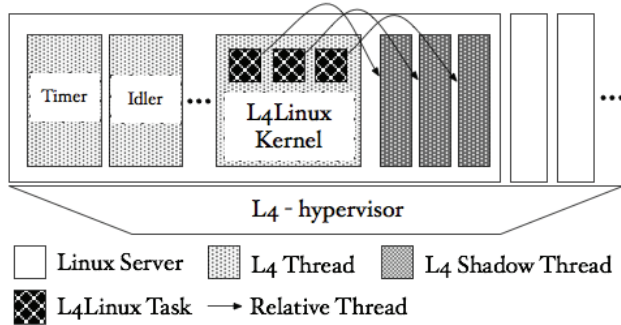 Timer
Idler
...
L4Linux
Kernel
...
L4 - hypervisor
Linux Server
L4 Thread
L4 Shadow Thread
L4Linux Task
Relative Thread